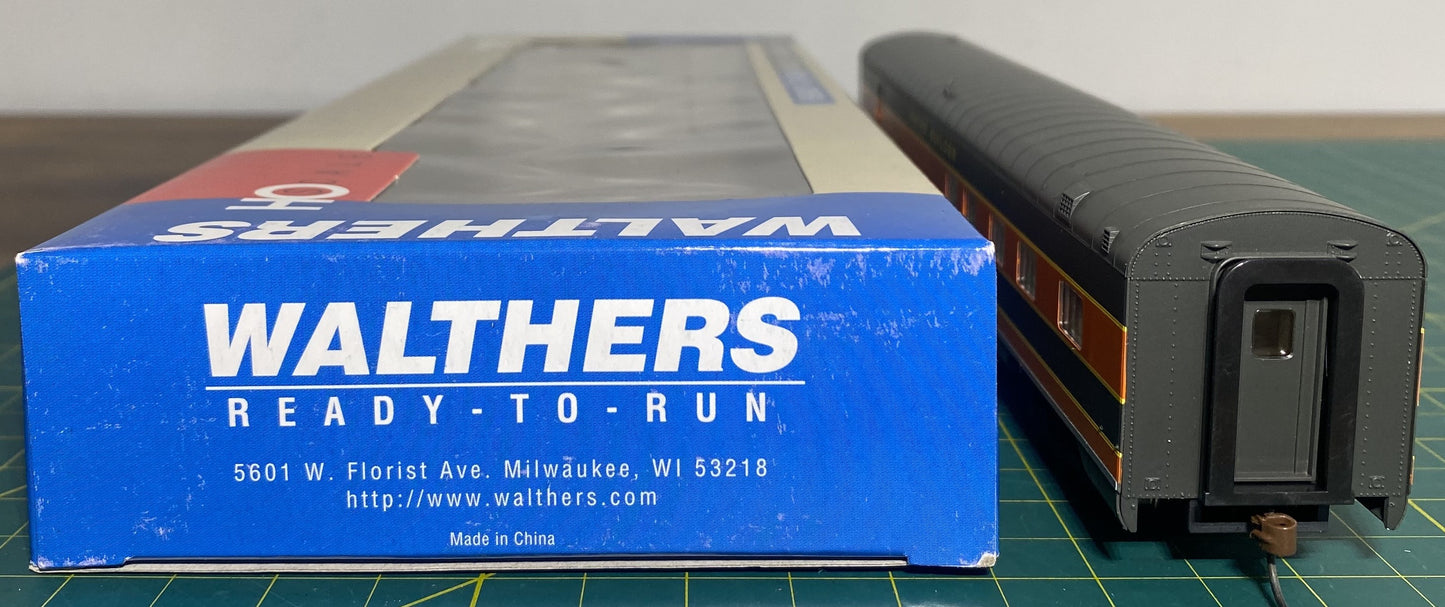 SCALE
HO
WALTHERS
WALTHERS
READY-TO-RUN
5601 W. Florist Ave. Milwaukee, WI 53218
http://www.walthers.com
Made in China